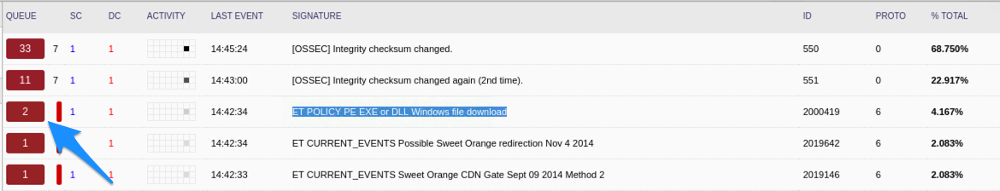 QUEUE SC DC ACTIVITY LAST EVENT SIGNATURE ID PROTO % TOTAL
33 7 1 1 14:45:24 [OSSEC] Integrity checksum changed. 550 0 68.750%
11 7 1 1 14:43:00 [OSSEC] Integrity checksum changed again (2nd time). 551 0 22.917%
2 1 1 14:42:34 ET POLICY PE EXE or DLL Windows file download 2000419 6 4.167%
1 1 14:42:34 ET CURRENT_EVENTS Possible Sweet Orange redirection Nov 4 2014 2019642 6 2.083%
1 1 1 14:42:33 ET CURRENT_EVENTS Sweet Orange CDN Gate Sept 09 2014 Method 2 2019146 6 2.083%